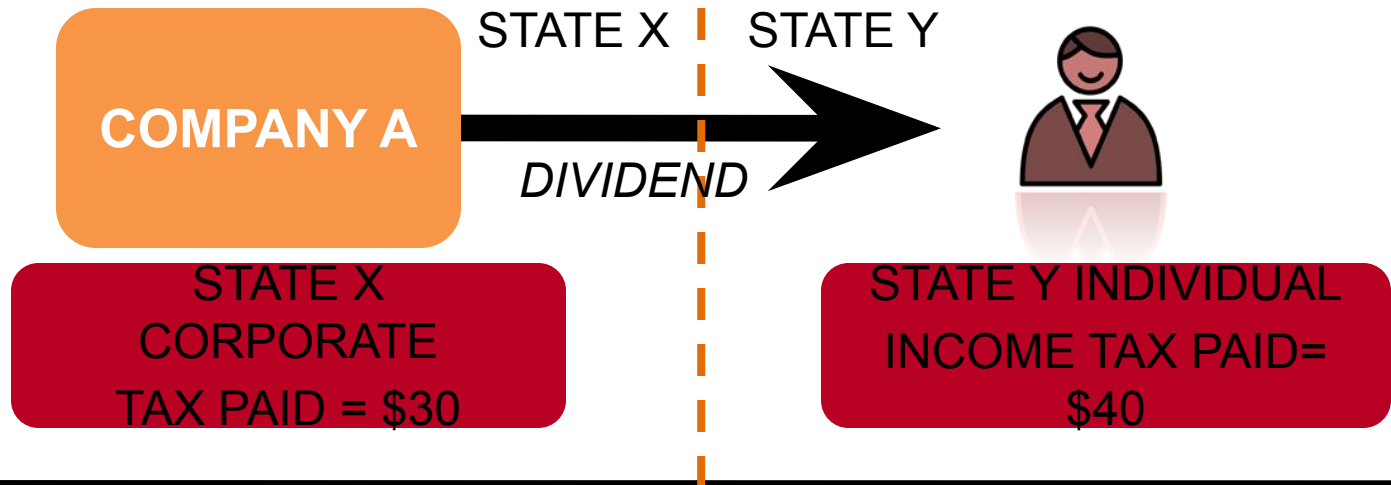 STATE X
STATE Y
COMPANY A
DIVIDEND
STATE X
CORPORATE
TAX PAID = $30
STATE Y INDIVIDUAL
INCOME TAX PAID=
$40